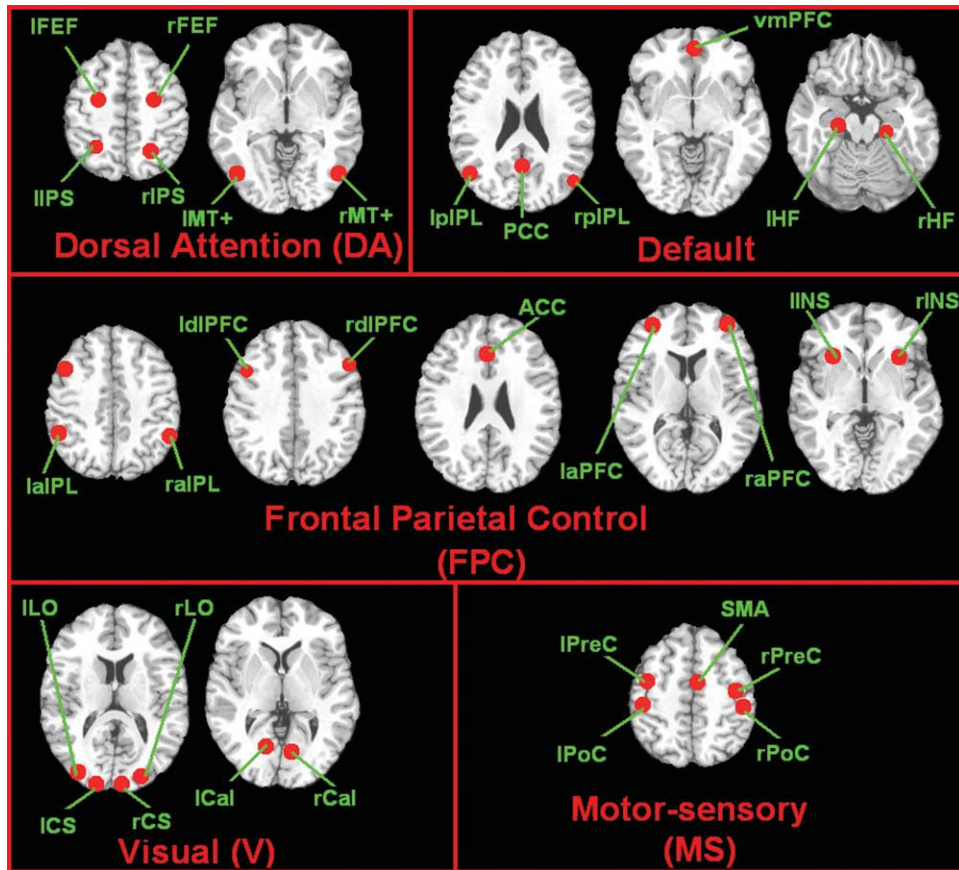 lFEF
rFEF
lIPS
rIPS
lMT+
rMT+
Dorsal Attention (DA)
vmPFC
lpIPL
PCC
rpIPL
lHF
rHF
Default
ldlPFC
rdlPFC
ACC
lINS
rINS
laIPL
raIPL
laPFC
raPFC
Frontal Parietal Control
(FPC)
lLO
rLO
lCS
rCS
lCal
rCal
Visual (V)
SMA
lPreC
rPreC
lPoC
rPoC
Motor-sensory
(MS)